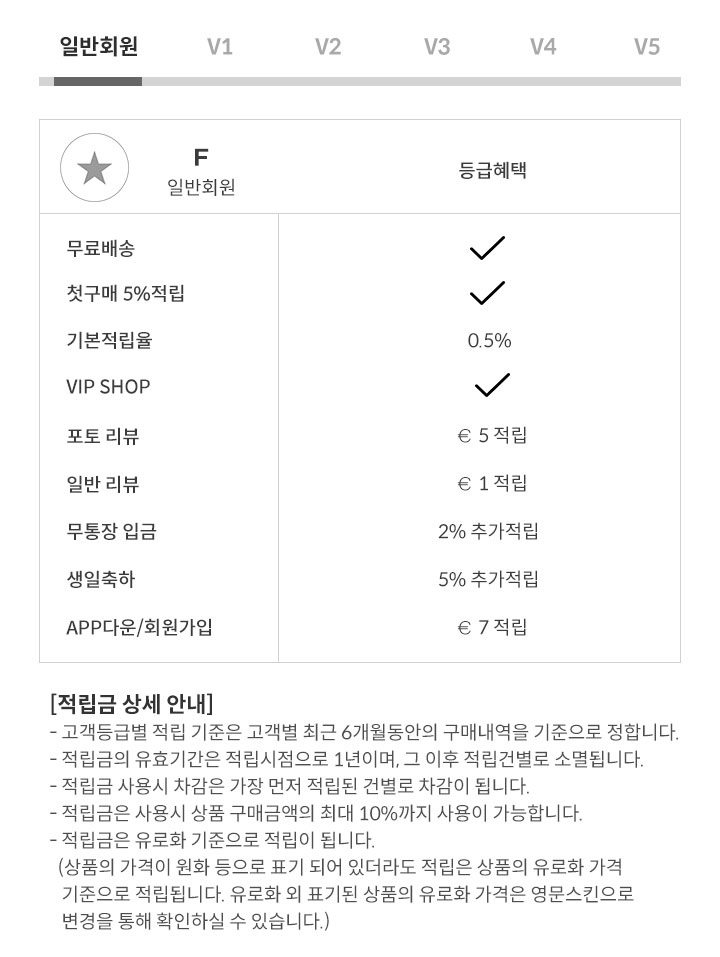 일반회원 V1 V2 V3 V4 V5
F
일반회원
등급혜택
무료배송
첫구매 5%적립
기본적립율 0.5%
VIP SHOP
포토 리뷰 € 5 적립
일반 리뷰 € 1 적립
무통장 입금 2% 추가적립
생일축하 5% 추가적립
APP다운/회원가입 € 7 적립
[적립금 상세 안내]
- 고객등급별 적립 기준은 고객별 최근 6개월동안의 구매내역을 기준으로 정합니다.
- 적립금의 유효기간은 적립시점으로 1년이며, 그 이후 적립건별로 소멸됩니다.
- 적립금 사용시 차감은 가장 먼저 적립된 건별로 차감이 됩니다.
- 적립금은 사용시 상품 구매금액의 최대 10%까지 사용이 가능합니다.
- 적립금은 유로화 기준으로 적립이 됩니다.
(상품의 가격이 원화 등으로 표기 되어 있더라도 적립은 상품의 유로화 가격
기준으로 적립됩니다. 유로화 외 표기된 상품의 유로화 가격은 영문스킨으로
변경을 통해 확인하실 수 있습니다.)